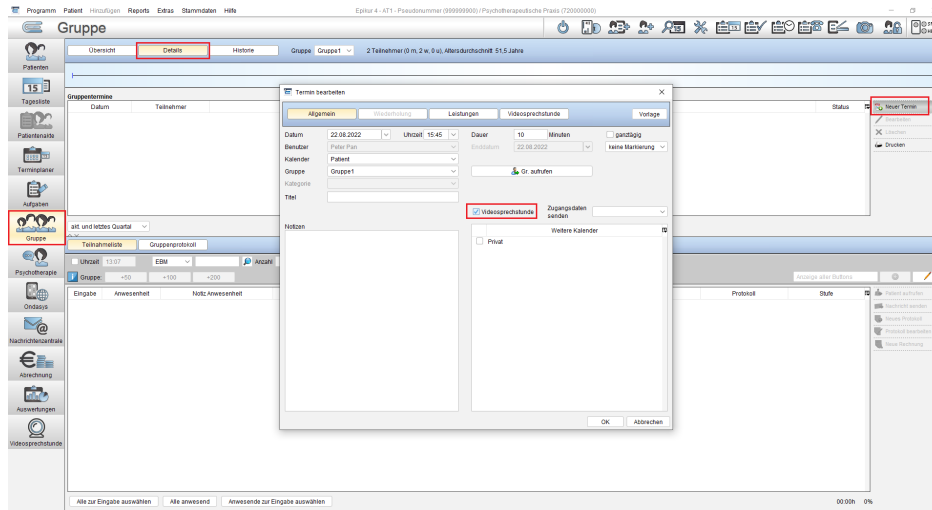 Programm Patient Hinzufügen Reports Extras Stammdaten Hilfe
Epikur 4 - AT1 - Pseudonummer (999999900) / Psychotherapeutische Praxis (720000000)
Gruppe
Patienten
15
Tagesliste
Patientenakte
Terminplaner
Aufgaben
Gruppe
Psychotherapie
Ondasys
Nachrichtenzentrale
Abrechnung
Auswertungen
Videosprechstunde
Übersicht Details Historie Gruppe Gruppe1 2 Teilnehmer (0 m, 2 w, 0 u), Altersdurchschnitt 51,5 Jahre
Gruppentermine
Datum Teilnehmer Status
Neuer Termin
Bearbeiten
Löschen
Drucken
Termin bearbeiten
Allgemein Wiederholung Leistungen Videosprechstunde Vorlage
Datum 22.08.2022 Uhrzeit 15:45 Dauer 10 Minuten ganztägig
Benutzer Peter Pan Enddatum 22.08.2022 keine Markierung
Kalender Patient
Gruppe Gruppe1 Gr. aufrufen
Kategorie
Titel
Videosprechstunde Zugangsdaten senden
Notizen
Weitere Kalender
Privat
OK Abbrechen
akt. und letztes Quartal
Teilnahmeliste Gruppenprotokoll
Uhrzeit 13:07 EBM Anzahl
Gruppe: +50 +100 +200 Anzeige aller Buttons
Eingabe Anwesenheit Notiz Anwesenheit Protokoll Stufe
Patient aufrufen
Nachricht senden
Neues Protokoll
Protokoll bearbeiten
Neue Rechnung
Alle zur Eingabe auswählen Alle anwesend Anwesende zur Eingabe auswählen 00:00h 0%